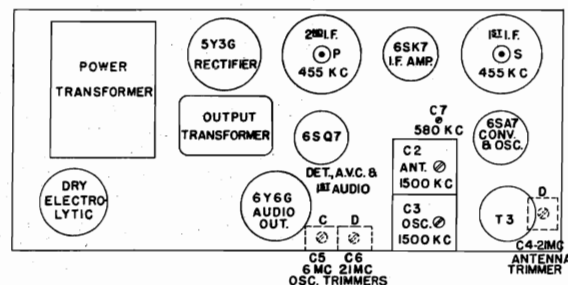 POWER
TRANSFORMER
5Y3G
RECTIFIER
2ND I.F.
P
455 KC
6SK7
I.F. AMP.
1ST I.F.
S
455 KC
OUTPUT
TRANSFORMER
6SQ7
DET., A.V.C. &
1ST AUDIO
C7
580 KC
6SA7
CONV.
& OSC.
C2
ANT.
1500 KC
C3
OSC.
1500 KC
DRY
ELECTRO-
LYTIC
6Y6G
AUDIO
OUT.
C D
C5 C6
6 MC 21 MC
OSC. TRIMMERS
T3
D
C4-21MC
ANTENNA
TRIMMER